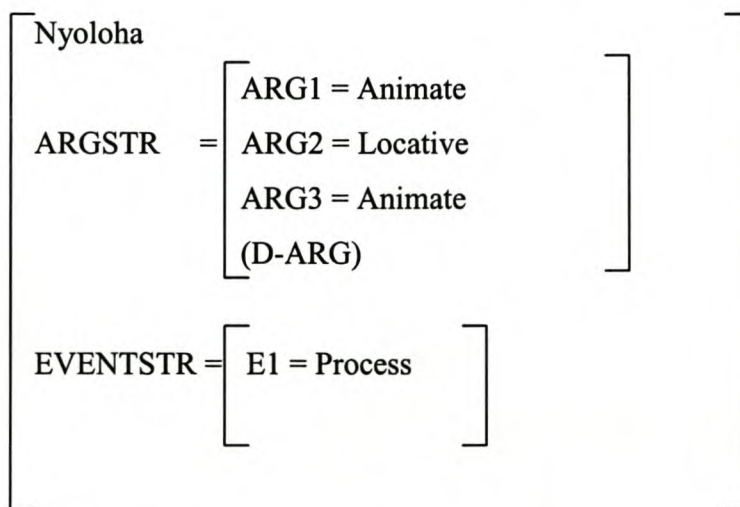 Nyoloha
ARG1 = Animate
ARGSTR = ARG2 = Locative
ARG3 = Animate
(D-ARG)
EVENTSTR = E1 = Process